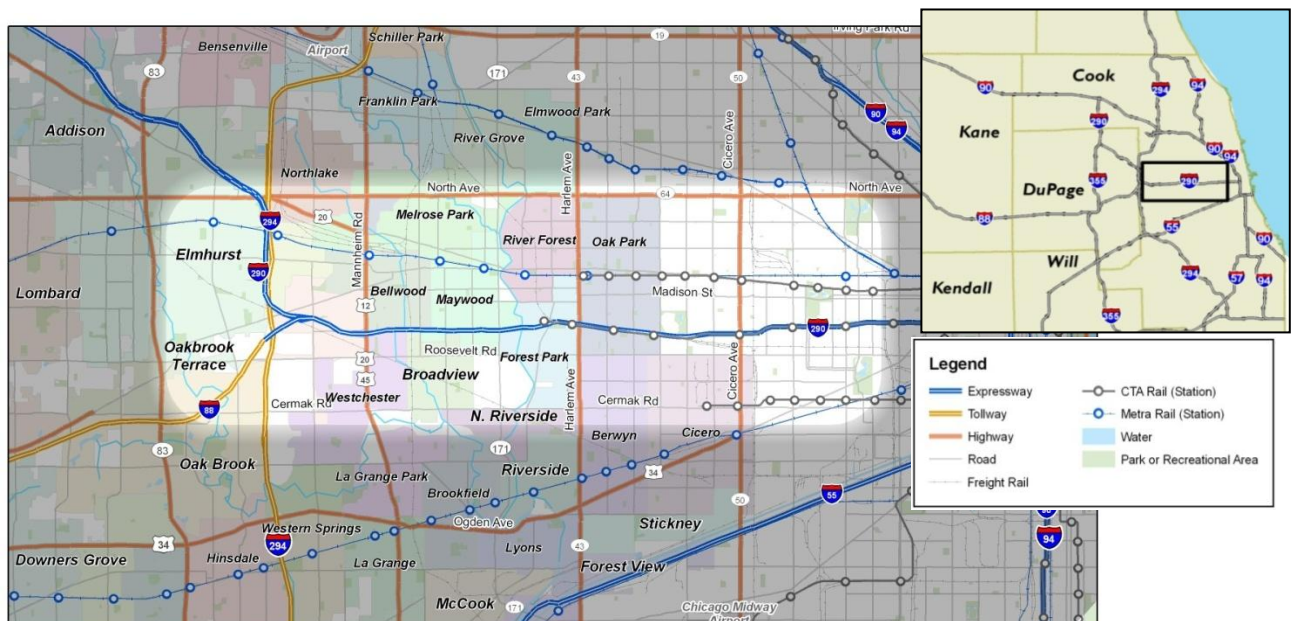 Bensenville
Airport
Schiller Park
19
Irving Park Rd
83
171
43
50
Franklin Park
Elmwood Park
90
94
Addison
River Grove
Cicero Ave
Northlake
Harlem Ave
North Ave
64
North Ave
294
20
Mannheim Rd
Melrose Park
River Forest
Oak Park
Elmhurst
290
Lombard
Bellwood
Maywood
Madison St
12
290
Oakbrook
Terrace
Roosevelt Rd
Forest Park
20
45
Broadview
Harlem Ave
Cicero Ave
88
Cermak Rd
Westchester
Cermak Rd
N. Riverside
Berwyn
Cicero
83
Oak Brook
171
Riverside
34
La Grange Park
Brookfield
50
55
Ogden Ave
Stickney
Western Springs
34
294
Lyons
43
94
Downers Grove
Hinsdale
La Grange
Forest View
McCook
171
Chicago Midway
Airport
Cook
90
294
94
Kane
290
90
94
DuPage
355
290
88
55
90
Will
294
57
94
Kendall
355
Legend
Expressway
Tollway
Highway
Road
Freight Rail
CTA Rail (Station)
Metra Rail (Station)
Water
Park or Recreational Area